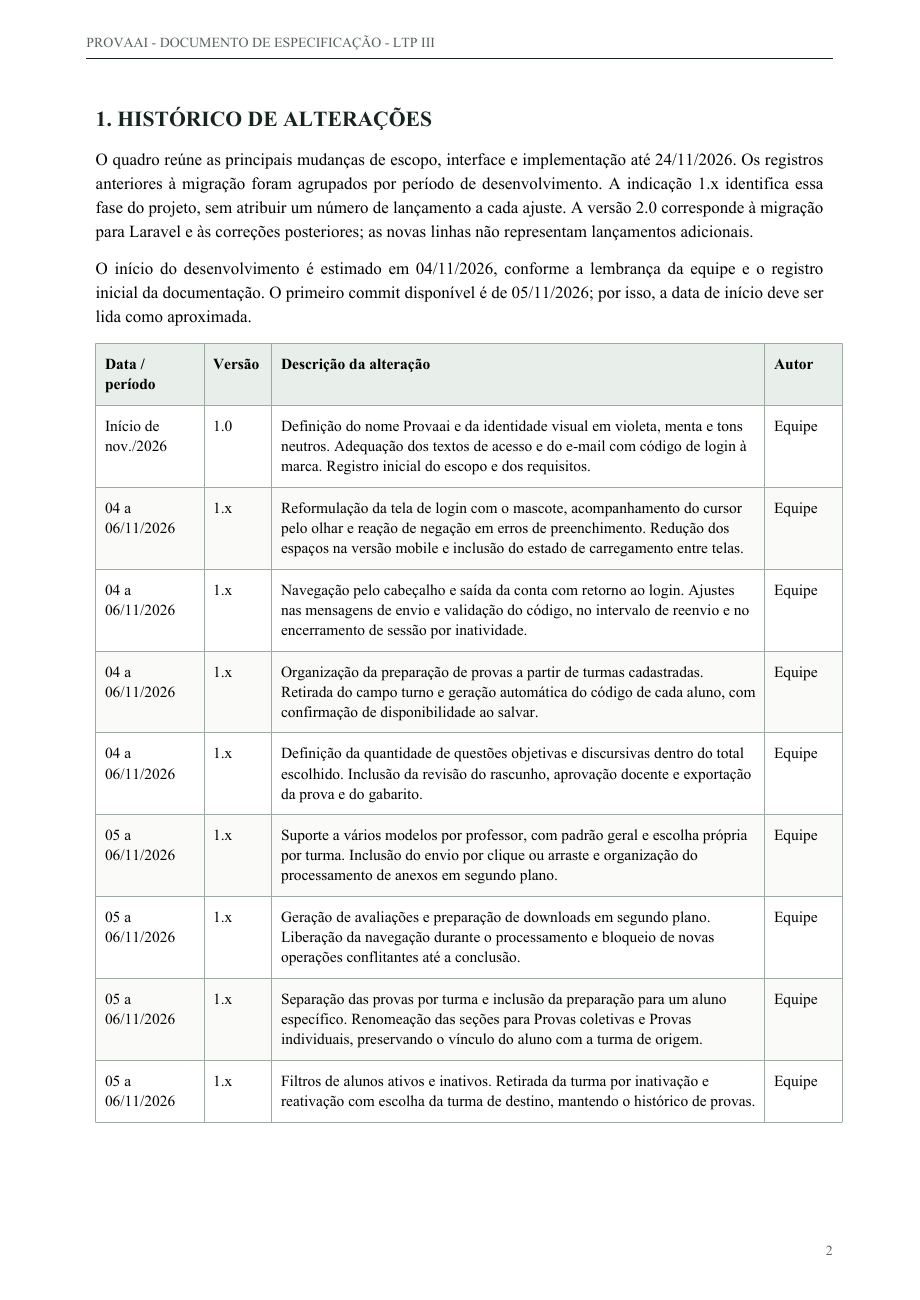 PROVAAI - DOCUMENTO DE ESPECIFICAÇÃO - LTP III
1. HISTÓRICO DE ALTERAÇÕES
O quadro reúne as principais mudanças de escopo, interface e implementação até 24/11/2026. Os registros
anteriores à migração foram agrupados por período de desenvolvimento. A indicação 1.x identifica essa
fase do projeto, sem atribuir um número de lançamento a cada ajuste. A versão 2.0 corresponde à migração
para Laravel e às correções posteriores; as novas linhas não representam lançamentos adicionais.
O início do desenvolvimento é estimado em 04/11/2026, conforme a lembrança da equipe e o registro
inicial da documentação. O primeiro commit disponível é de 05/11/2026; por isso, a data de início deve ser
lida como aproximada.
Data /
período
Versão
Descrição da alteração
Autor
Início de
nov./2026
1.0
Definição do nome Provaai e da identidade visual em violeta, menta e tons
neutros. Adequação dos textos de acesso e do e-mail com código de login à
marca. Registro inicial do escopo e dos requisitos.
Equipe
04 a
06/11/2026
1.x
Reformulação da tela de login com o mascote, acompanhamento do cursor
pelo olhar e reação de negação em erros de preenchimento. Redução dos
espaços na versão mobile e inclusão do estado de carregamento entre telas.
Equipe
04 a
06/11/2026
1.x
Navegação pelo cabeçalho e saída da conta com retorno ao login. Ajustes
nas mensagens de envio e validação do código, no intervalo de reenvio e no
encerramento de sessão por inatividade.
Equipe
04 a
06/11/2026
1.x
Organização da preparação de provas a partir de turmas cadastradas.
Retirada do campo turno e geração automática do código de cada aluno, com
confirmação de disponibilidade ao salvar.
Equipe
04 a
06/11/2026
1.x
Definição da quantidade de questões objetivas e discursivas dentro do total
escolhido. Inclusão da revisão do rascunho, aprovação docente e exportação
da prova e do gabarito.
Equipe
05 a
06/11/2026
1.x
Suporte a vários modelos por professor, com padrão geral e escolha própria
por turma. Inclusão do envio por clique ou arraste e organização do
processamento de anexos em segundo plano.
Equipe
05 a
06/11/2026
1.x
Geração de avaliações e preparação de downloads em segundo plano.
Liberação da navegação durante o processamento e bloqueio de novas
operações conflitantes até a conclusão.
Equipe
05 a
06/11/2026
1.x
Separação das provas por turma e inclusão da preparação para um aluno
específico. Renomeação das seções para Provas coletivas e Provas
individuais, preservando o vínculo do aluno com a turma de origem.
Equipe
05 a
06/11/2026
1.x
Filtros de alunos ativos e inativos. Retirada da turma por inativação e
reativação com escolha da turma de destino, mantendo o histórico de provas.
Equipe
2